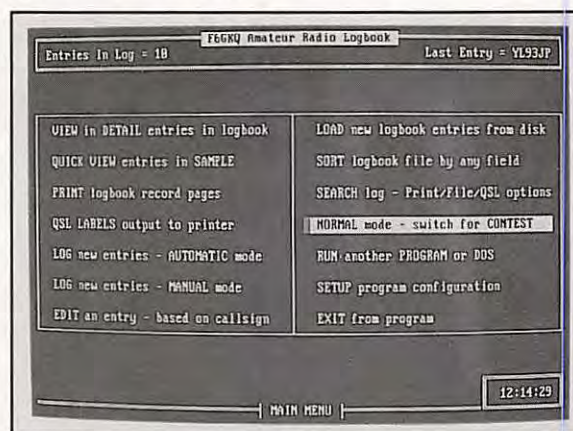 F6GKQ Amateur Radio Logbook
Entries In Log = 10
Last Entry = YL93JP
VIEW in DETAIL entries in logbook
QUICK VIEW entries in SAMPLE
PRINT logbook record pages
QSL LABELS output to printer
LOG new entries - AUTOMATIC mode
LOG new entries - MANUAL mode
EDIT an entry - based on callsign
LOAD new logbook entries from disk
SORT logbook file by any field
SEARCH log - Print/File/QSL options
NORMAL mode - switch for CONTEST
RUN another PROGRAM or DOS
SETUP program configuration
EXIT from program
12:14:29
MAIN MENU